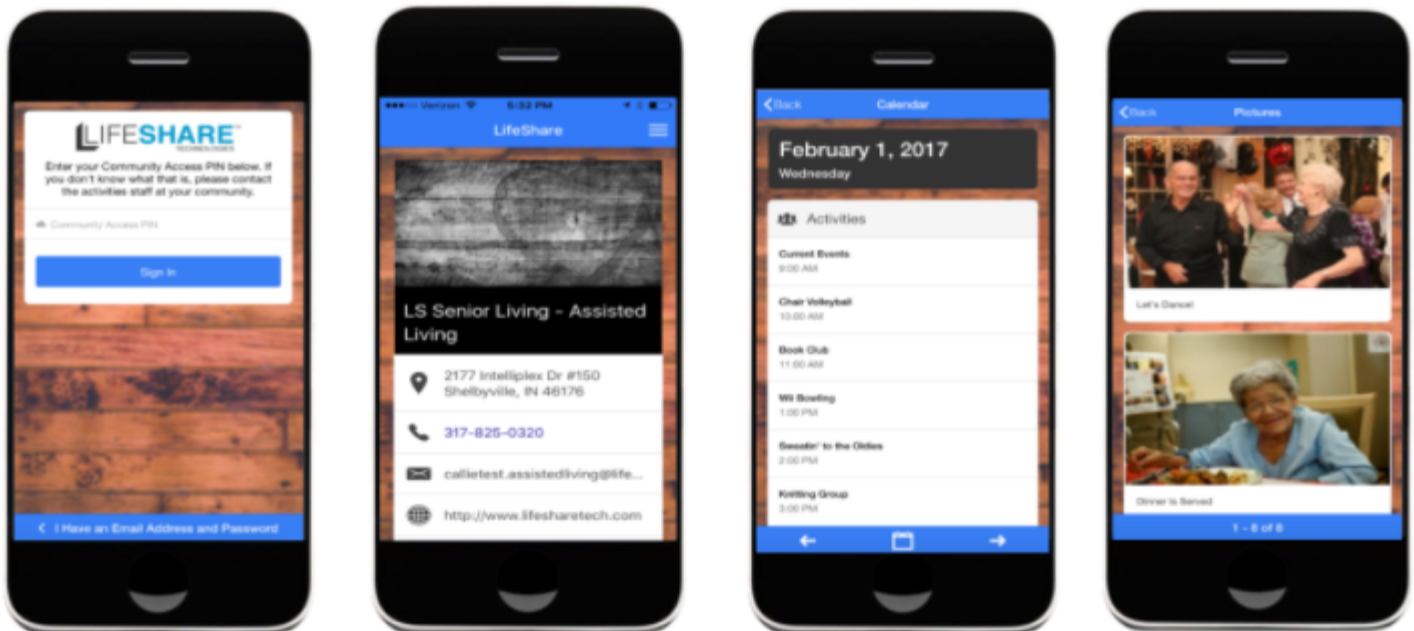 LIFESHARE™
TECHNOLOGIES
Enter your Community Access PIN below. If
you don't know what that is, please contact
the activities staff at your community.
Community Access PIN
Sign In
< I Have an Email Address and Password
Verizon 5:32 PM
LifeShare
LS Senior Living - Assisted
Living
2177 Intelliplex Dr #150
Shelbyville, IN 46176
317-825-0320
callietest.assistedliving@life...
http://www.lifesharetech.com
<Back Calendar
February 1, 2017
Wednesday
Activities
Current Events
9:00 AM
Chair Volleyball
10:00 AM
Book Club
11:00 AM
Wii Bowling
1:00 PM
Sweatin' to the Oldies
2:00 PM
Knitting Group
3:00 PM
<Back Pictures
Let's Dance!
Dinner Is Served
1 - 8 of 8